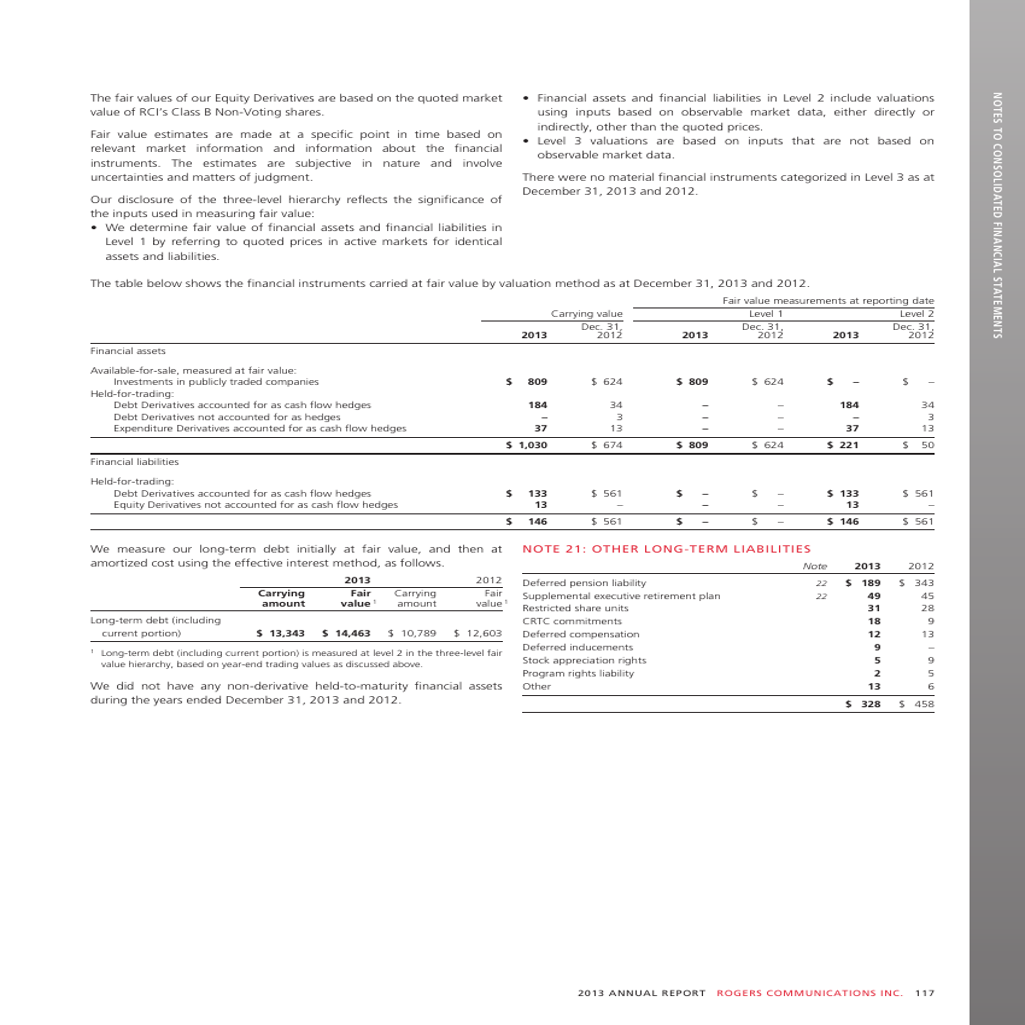 The fair values of our Equity Derivatives are based on the quoted market
value of RCI's Class B Non-Voting shares.
Fair value estimates are made at a specific point in time based on
relevant market information and information about the financial
instruments. The estimates are subjective in nature and involve
uncertainties and matters of judgment.
Our disclosure of the three-level hierarchy reflects the significance of
the inputs used in measuring fair value:
• We determine fair value of financial assets and financial liabilities in
Level 1 by referring to quoted prices in active markets for identical
assets and liabilities.
• Financial assets and financial liabilities in Level 2 include valuations
using inputs based on observable market data, either directly or
indirectly, other than the quoted prices.
• Level 3 valuations are based on inputs that are not based on
observable market data.
There were no material financial instruments categorized in Level 3 as at
December 31, 2013 and 2012.
The table below shows the financial instruments carried at fair value by valuation method as at December 31, 2013 and 2012.
Fair value measurements at reporting date
Carrying value Level 1 Level 2
2013 Dec. 31, 2012 2013 Dec. 31, 2012 2013 Dec. 31, 2012
Financial assets
Available-for-sale, measured at fair value:
Investments in publicly traded companies $ 809 $ 624 $ 809 $ 624 $ – $ –
Held-for-trading:
Debt Derivatives accounted for as cash flow hedges 184 34 – – 184 34
Debt Derivatives not accounted for as hedges – 3 – – – 3
Expenditure Derivatives accounted for as cash flow hedges 37 13 – – 37 13
$ 1,030 $ 674 $ 809 $ 624 $ 221 $ 50
Financial liabilities
Held-for-trading:
Debt Derivatives accounted for as cash flow hedges $ 133 $ 561 $ – $ – $ 133 $ 561
Equity Derivatives not accounted for as cash flow hedges 13 – – – 13 –
$ 146 $ 561 $ – $ – $ 146 $ 561
We measure our long-term debt initially at fair value, and then at
amortized cost using the effective interest method, as follows.
2013 2012
Carrying Fair Carrying Fair
amount value 1 amount value 1
Long-term debt (including
current portion) $ 13,343 $ 14,463 $ 10,789 $ 12,603
1 Long-term debt (including current portion) is measured at level 2 in the three-level fair
value hierarchy, based on year-end trading values as discussed above.
We did not have any non-derivative held-to-maturity financial assets
during the years ended December 31, 2013 and 2012.
NOTE 21: OTHER LONG-TERM LIABILITIES
Note 2013 2012
Deferred pension liability 22 $ 189 $ 343
Supplemental executive retirement plan 22 49 45
Restricted share units 31 28
CRTC commitments 18 9
Deferred compensation 12 13
Deferred inducements 9 –
Stock appreciation rights 5 9
Program rights liability 2 5
Other 13 6
$ 328 $ 458
NOTES TO CONSOLIDATED FINANCIAL STATEMENTS
2013 ANNUAL REPORT ROGERS COMMUNICATIONS INC. 117